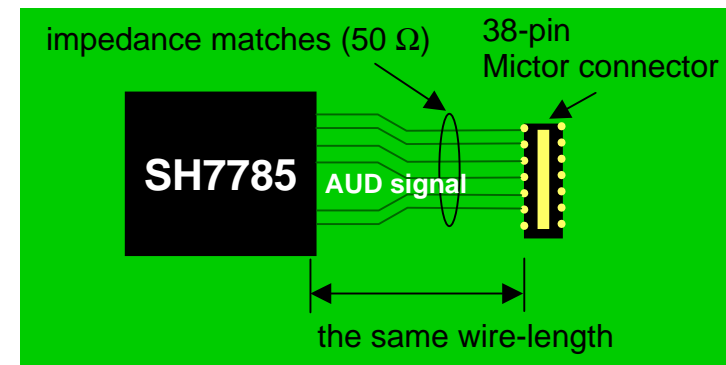 impedance matches (50 Ω)
38-pin
Mictor connector
SH7785
AUD signal
the same wire-length